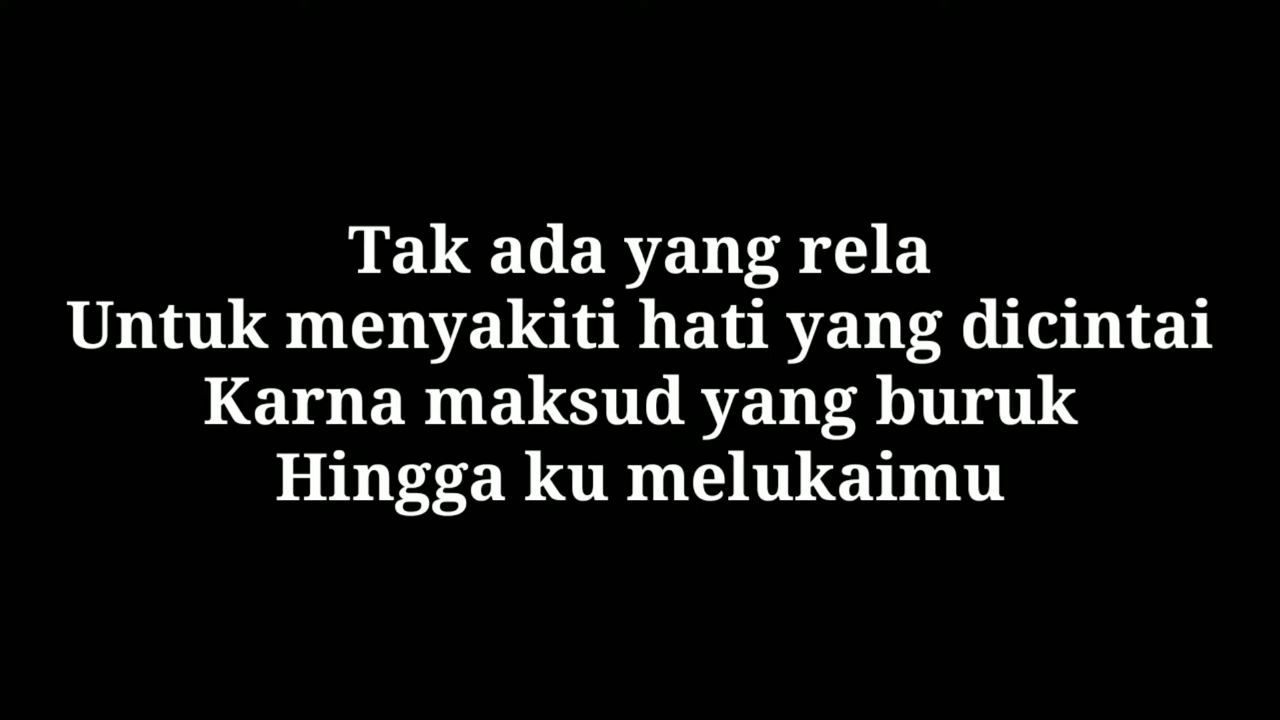 Tak ada yang rela
Untuk menyakiti hati yang dicintai
Karna maksud yang buruk
Hingga ku melukaimu